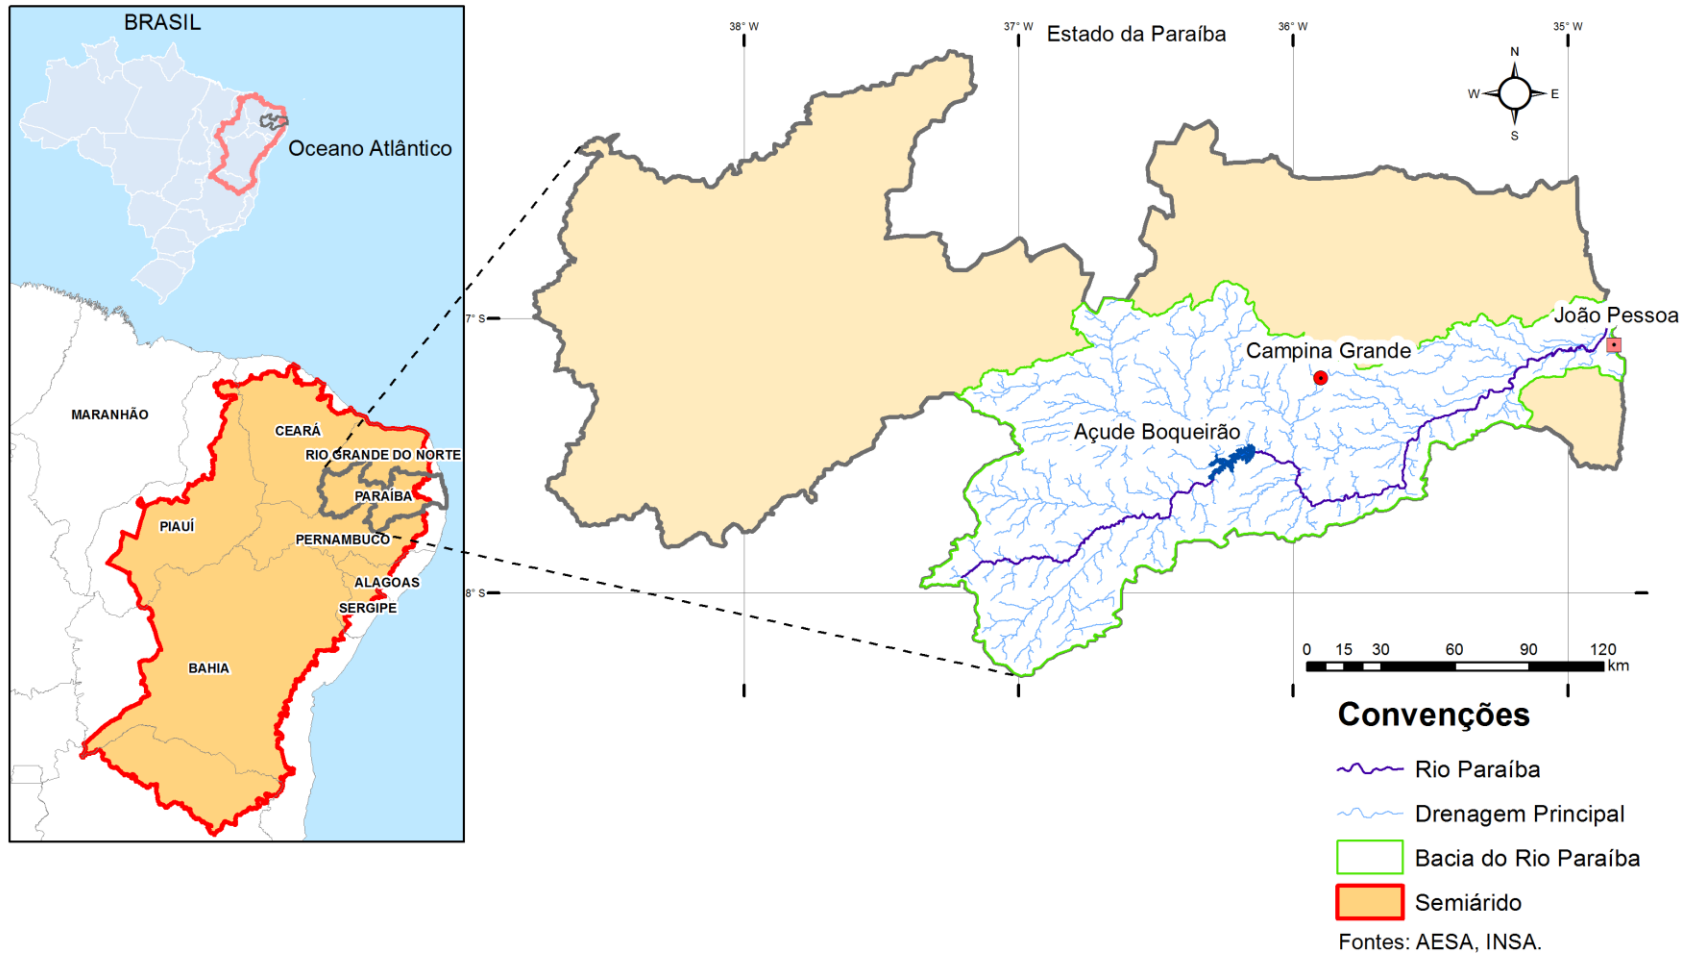 BRASIL
Oceano Atlântico
MARANHÃO
CEARÁ
RIO GRANDE DO NORTE
PARAÍBA
PIAUÍ
PERNAMBUCO
ALAGOAS
SERGIPE
BAHIA
38° W
37° W
36° W
35° W
Estado da Paraíba
N
W
E
S
7° S
8° S
João Pessoa
Campina Grande
Açude Boqueirão
0 15 30 60 90 120
km
Convenções
Rio Paraíba
Drenagem Principal
Bacia do Rio Paraíba
Semiárido
Fontes: AESA, INSA.